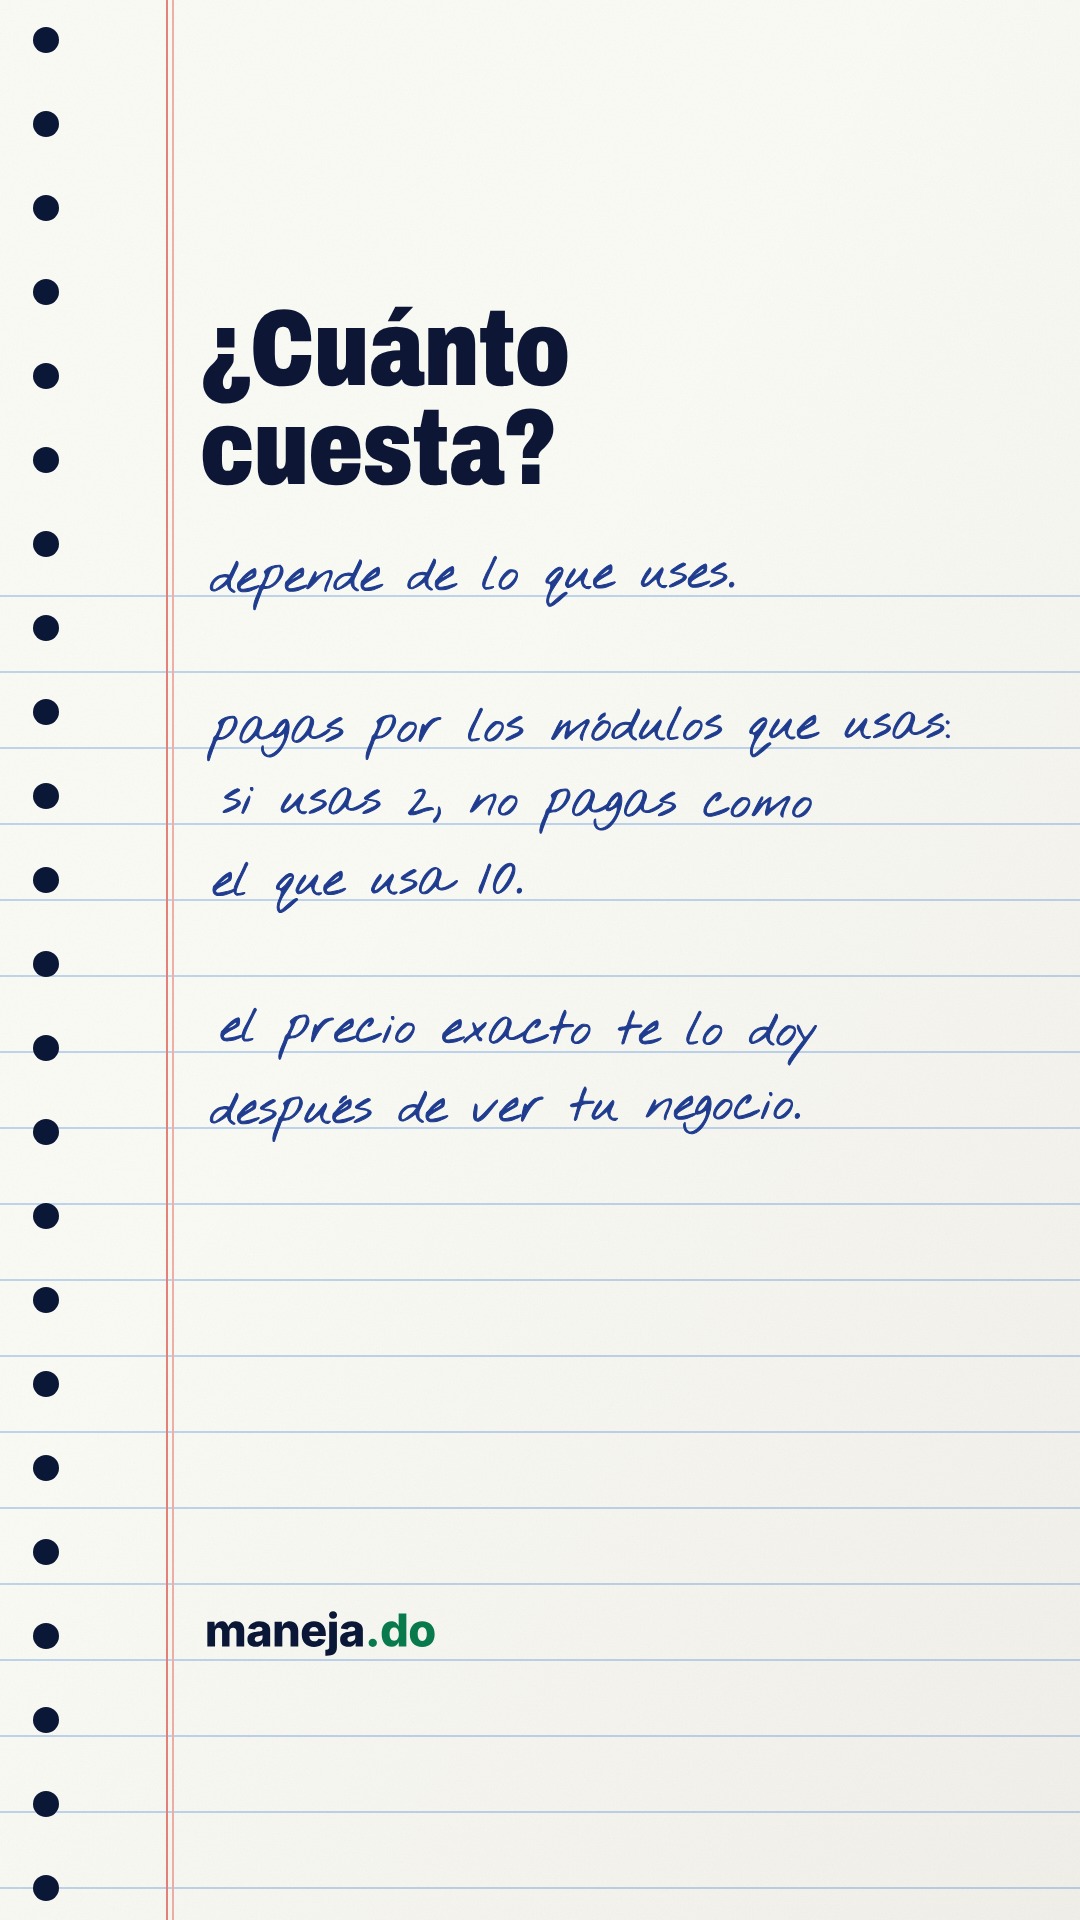 ¿Cuánto
cuesta?
depende de lo que uses.
pagas por los módulos que usas:
si usas 2, no pagas como
el que usa 10.
el precio exacto te lo doy
después de ver tu negocio.
maneja.do